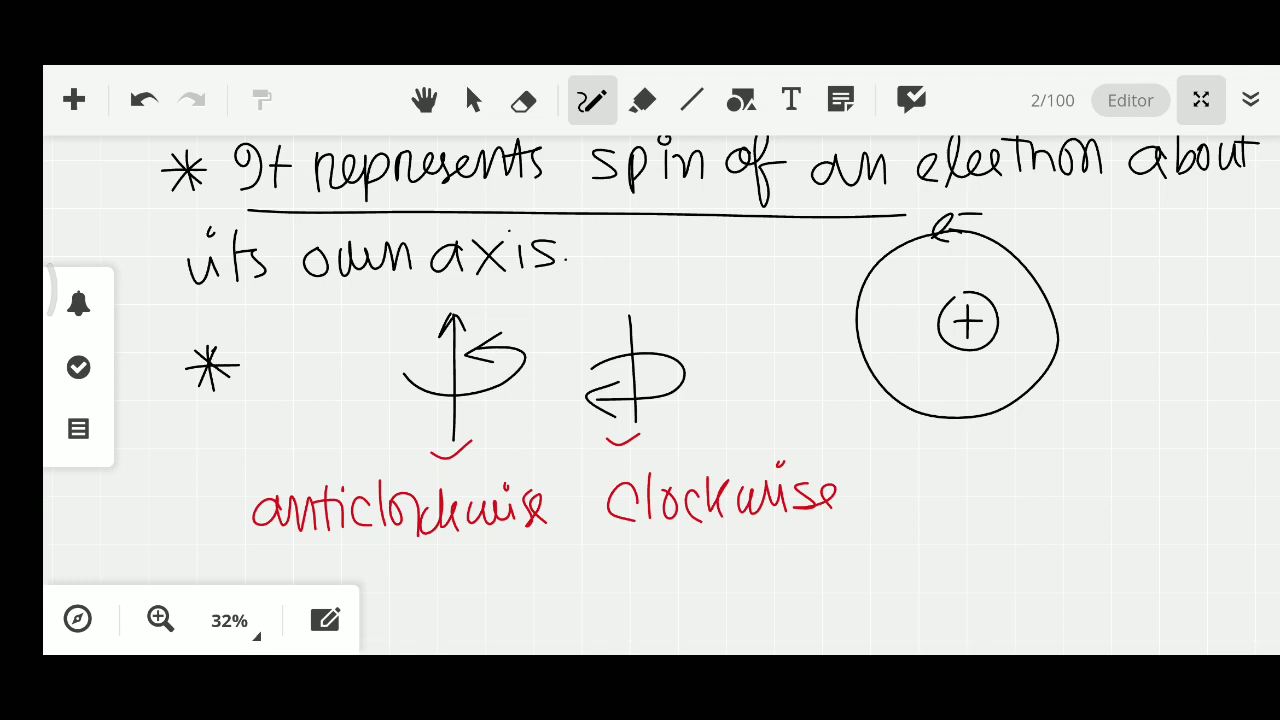 2/100 Editor
* It represents spin of an electron about
its own axis.
e-
+
*
anticlockwise clockwise
32%